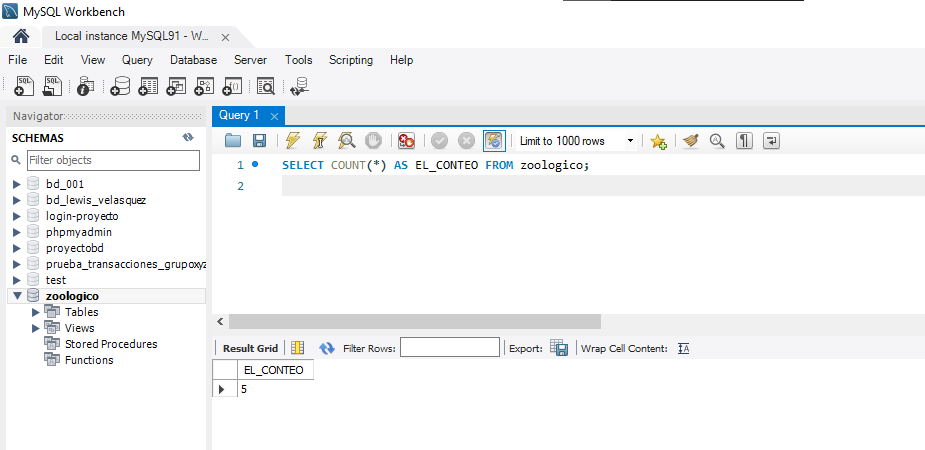 MySQL Workbench
Local instance MySQL91 - W...
File Edit View Query Database Server Tools Scripting Help
Navigator
SCHEMAS
Filter objects
bd_001
bd_lewis_velasquez
login-proyecto
phpmyadmin
proyectobd
prueba_transacciones_grupoxyz
test
zoologico
Tables
Views
Stored Procedures
Functions
Query 1
Limit to 1000 rows
1 SELECT COUNT(*) AS EL_CONTEO FROM zoologico;
2
Result Grid Filter Rows: Export: Wrap Cell Content:
EL_CONTEO
5